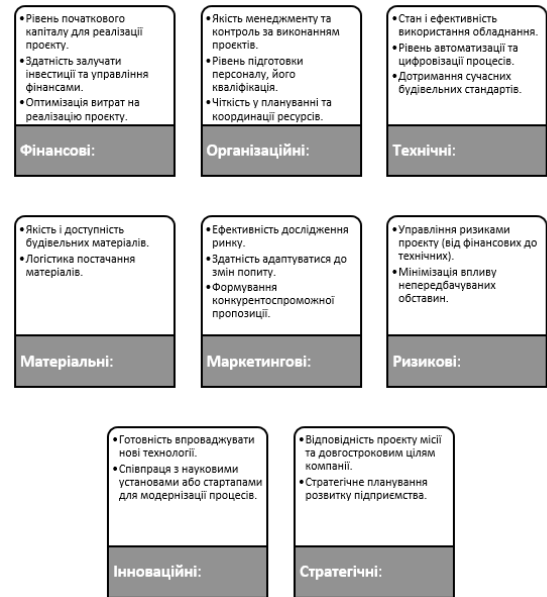 •Рівень початкового
капіталу для реалізації
проєкту.
•Здатність залучати
інвестиції та управління
фінансами.
•Оптимізація витрат на
реалізацію проєкту.
Фінансові:
•Якість менеджменту та
контроль за виконанням
проєктів.
•Рівень підготовки
персоналу, його
кваліфікація.
•Чіткість у плануванні та
координації ресурсів.
Організаційні:
•Стан і ефективність
використання обладнання.
•Рівень автоматизації та
цифровізації процесів.
•Дотримання сучасних
будівельних стандартів.
Технічні:
•Якість і доступність
будівельних матеріалів.
•Логістика постачання
матеріалів.
Матеріальні:
•Ефективність дослідження
ринку.
•Здатність адаптуватися до
змін попиту.
•Формування
конкурентоспроможної
пропозиції.
Маркетингові:
•Управління ризиками
проєкту (від фінансових до
технічних).
•Мінімізація впливу
непередбачуваних
обставин.
Ризикові:
•Готовність впроваджувати
нові технології.
•Співпраця з науковими
установами або стартапами
для модернізації процесів.
Інноваційні:
•Відповідність проєкту місії
та довгостроковим цілям
компанії.
•Стратегічне планування
розвитку підприємства.
Стратегічні: